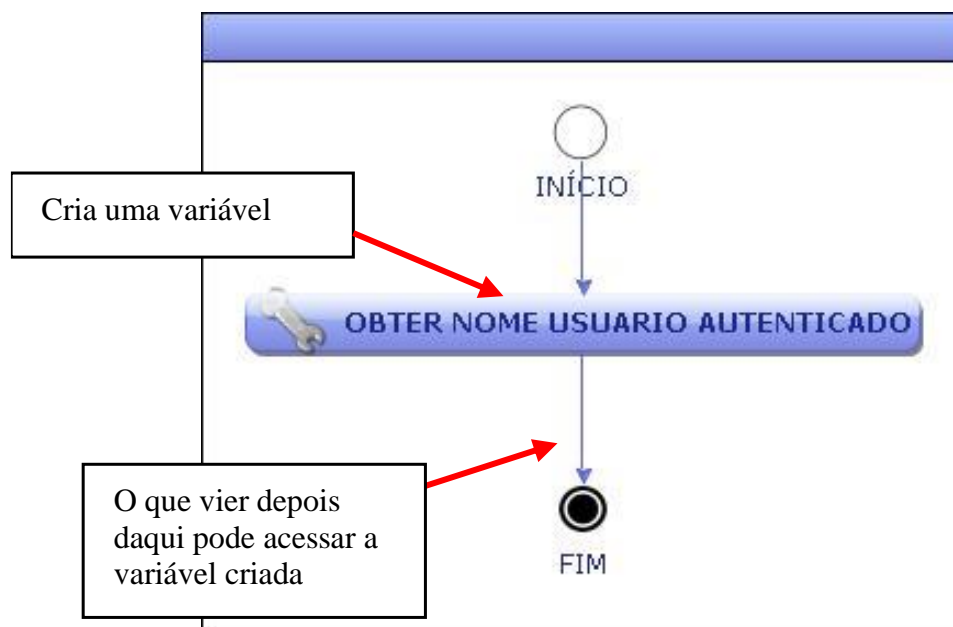 INÍCIO
Cria uma variável
OBTER NOME USUARIO AUTENTICADO
O que vier depois
daqui pode acessar a
variável criada
FIM